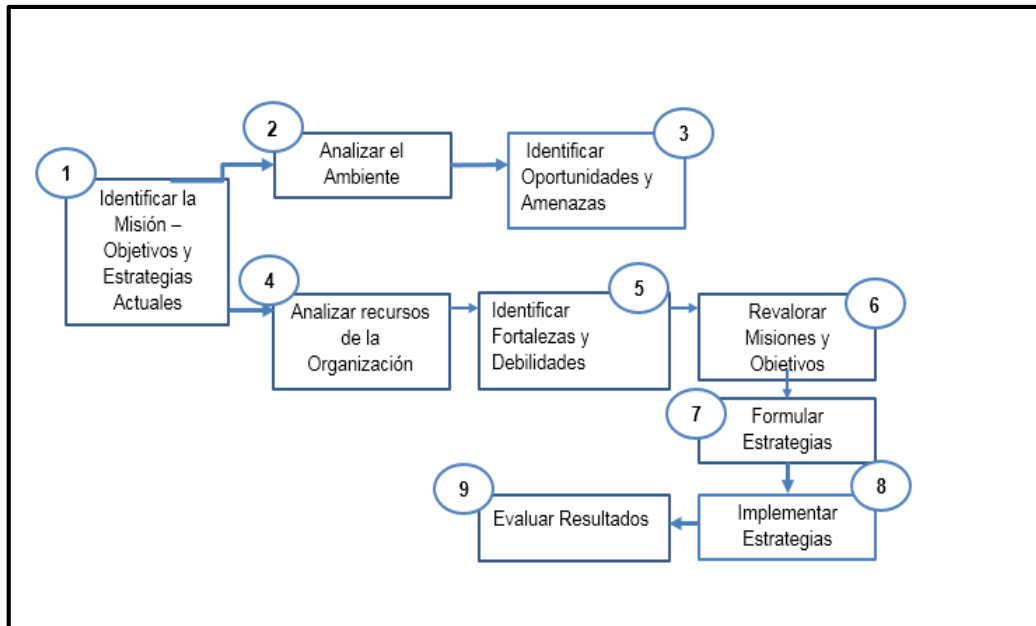 1
Identificar la
Misión –
Objetivos y
Estrategias
Actuales
2
Analizar el
Ambiente
3
Identificar
Oportunidades y
Amenazas
4
Analizar recursos
de la
Organización
5
Identificar
Fortalezas y
Debilidades
6
Revalorar
Misiones y
Objetivos
7
Formular
Estrategias
8
Implementar
Estrategias
9
Evaluar Resultados